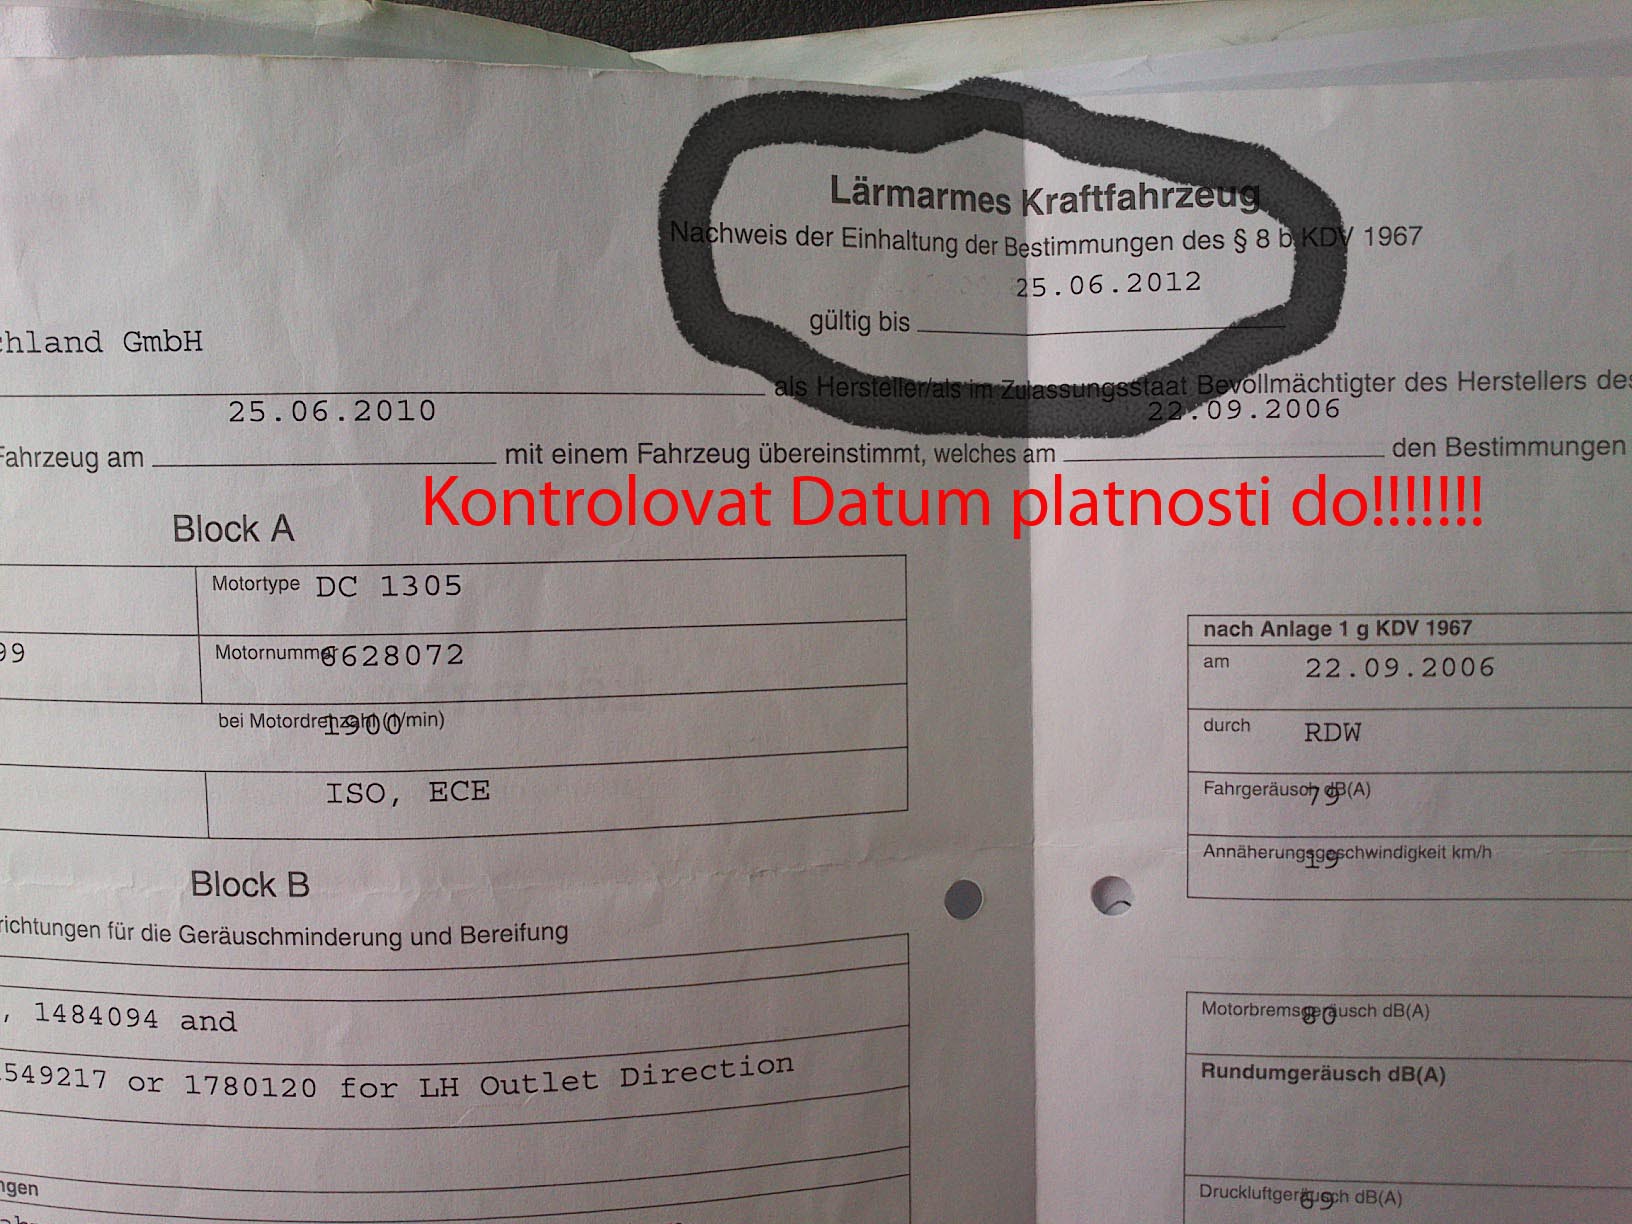 Lärmarmes Kraftfahrzeug
Nachweis der Einhaltung der Bestimmungen des § 8 b KDV 1967
25.06.2012
gültig bis
chland GmbH
als Hersteller/als im Zulassungsstaat Bevollmächtigter des Herstellers des
25.06.2010 22.09.2006
Fahrzeug am mit einem Fahrzeug übereinstimmt, welches am den Bestimmungen
Kontrolovat Datum platnosti do!!!!!!!
Block A
Motortype DC 1305
99 Motornummer 6628072
bei Motordrehzahl (1/min) 1900
ISO, ECE
nach Anlage 1 g KDV 1967
am 22.09.2006
durch RDW
Fahrgeräusch dB(A) 79
Annäherungsgeschwindigkeit km/h 19
Block B
richtungen für die Geräuschminderung und Bereifung
, 1484094 and
549217 or 1780120 for LH Outlet Direction
ngen
Motorbremsgeräusch dB(A) 80
Rundumgeräusch dB(A)
Druckluftgeräusch dB(A) 69